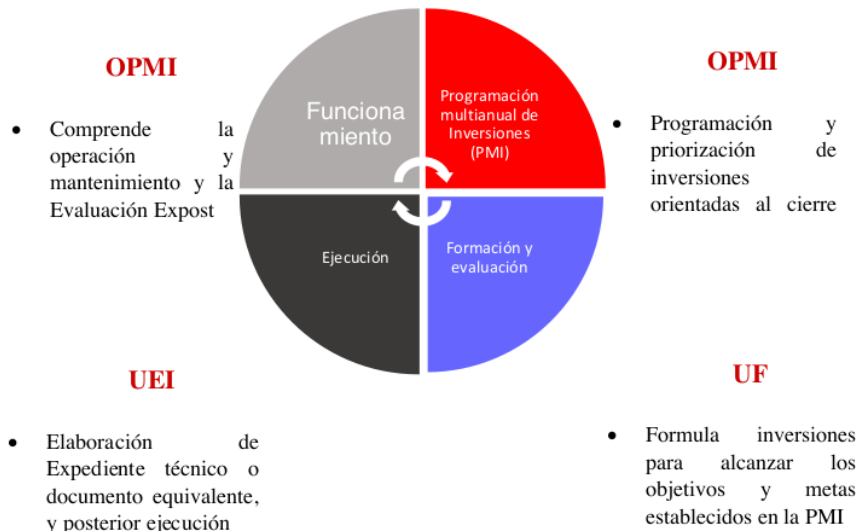 OPMI
• Comprende la
operación y
mantenimiento y la
Evaluación Expost
Funciona
miento
Programación
multianual de
Inversiones
(PMI)
OPMI
• Programación y
priorización de
inversiones
orientadas al cierre
Ejecución
Formación y
evaluación
UEI
• Elaboración de
Expediente técnico o
documento equivalente,
y posterior ejecución
UF
• Formula inversiones
para alcanzar los
objetivos y metas
establecidos en la PMI